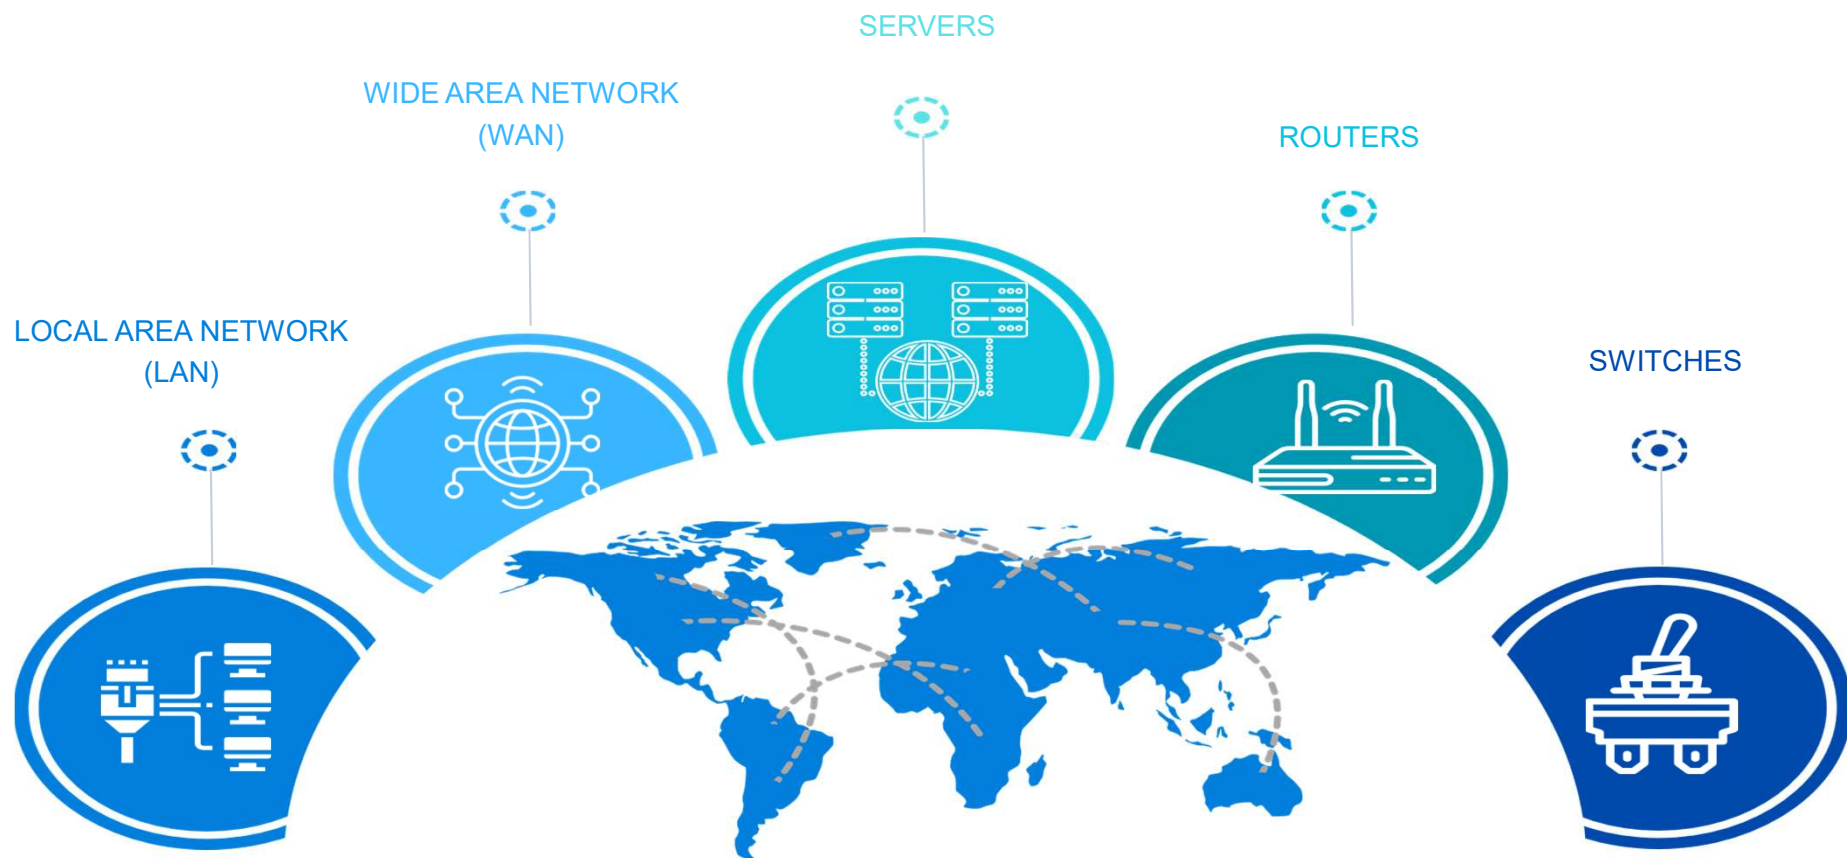 SERVERS
WIDE AREA NETWORK
(WAN)
ROUTERS
LOCAL AREA NETWORK
(LAN)
SWITCHES